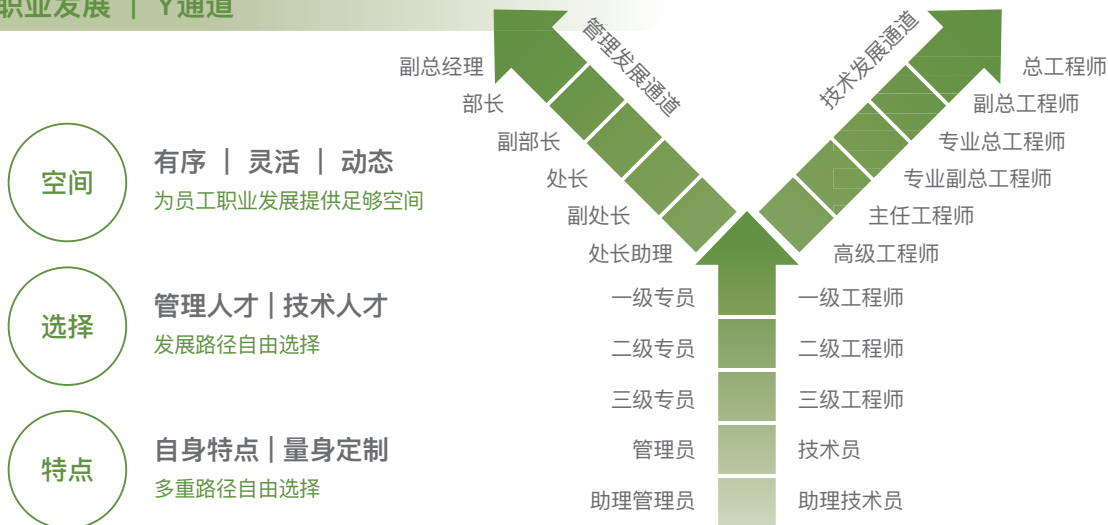 职业发展 | Y通道
空间
有序 | 灵活 | 动态
为员工职业发展提供足够空间
选择
管理人才 | 技术人才
发展路径自由选择
特点
自身特点 | 量身定制
多重路径自由选择
管理发展通道
技术发展通道
副总经理
部长
副部长
处长
副处长
处长助理
一级专员
二级专员
三级专员
管理员
助理管理员
总工程师
副总工程师
专业总工程师
专业副总工程师
主任工程师
高级工程师
一级工程师
二级工程师
三级工程师
技术员
助理技术员